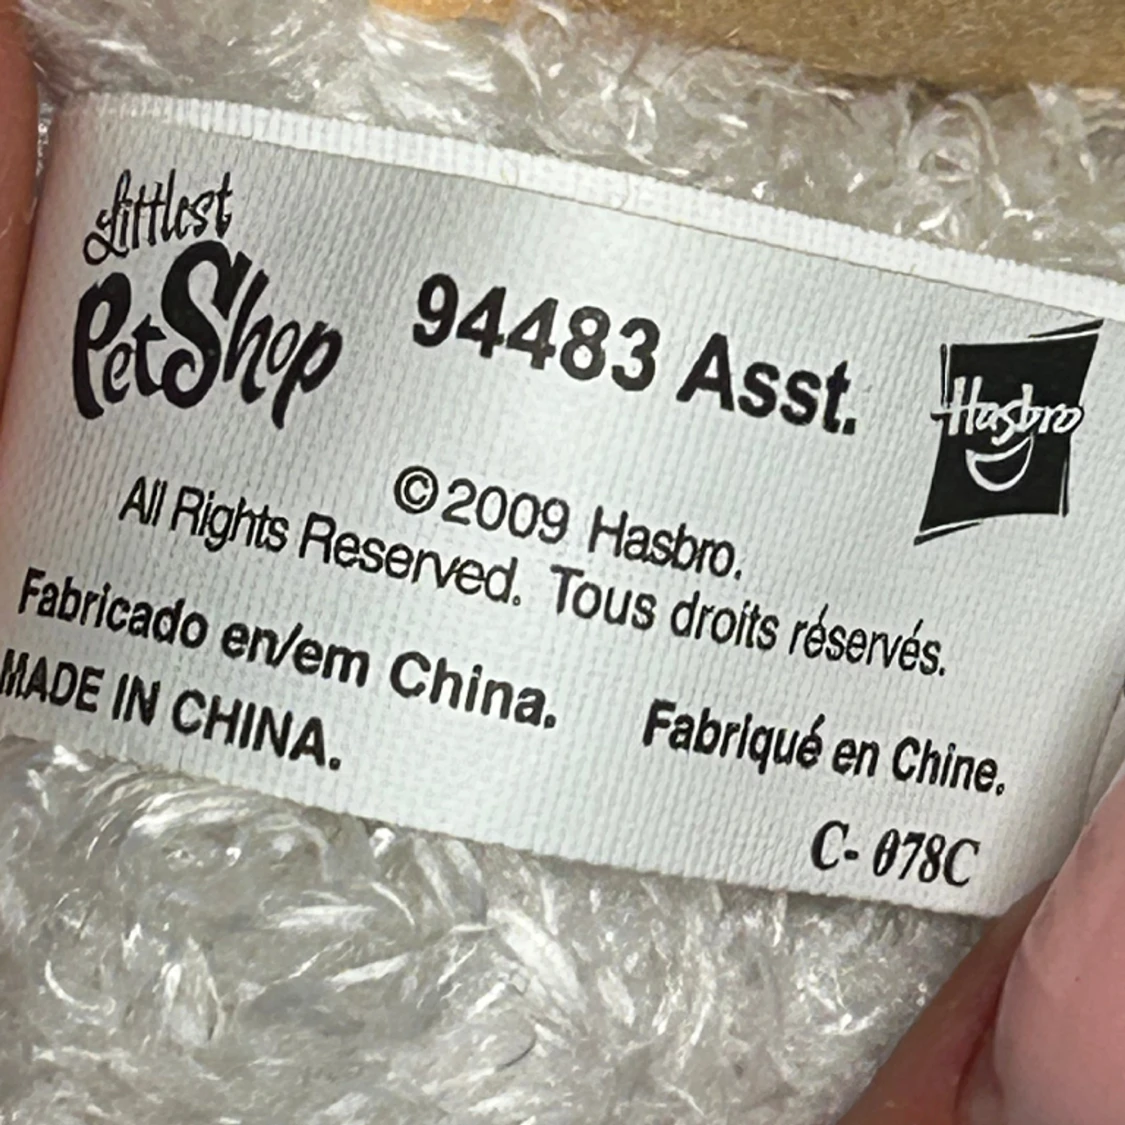 Littlest
PetShop
94483 Asst.
Hasbro
©2009 Hasbro.
All Rights Reserved. Tous droits réservés.
Fabricado en/em China.
MADE IN CHINA.
Fabriqué en Chine.
C- 078C